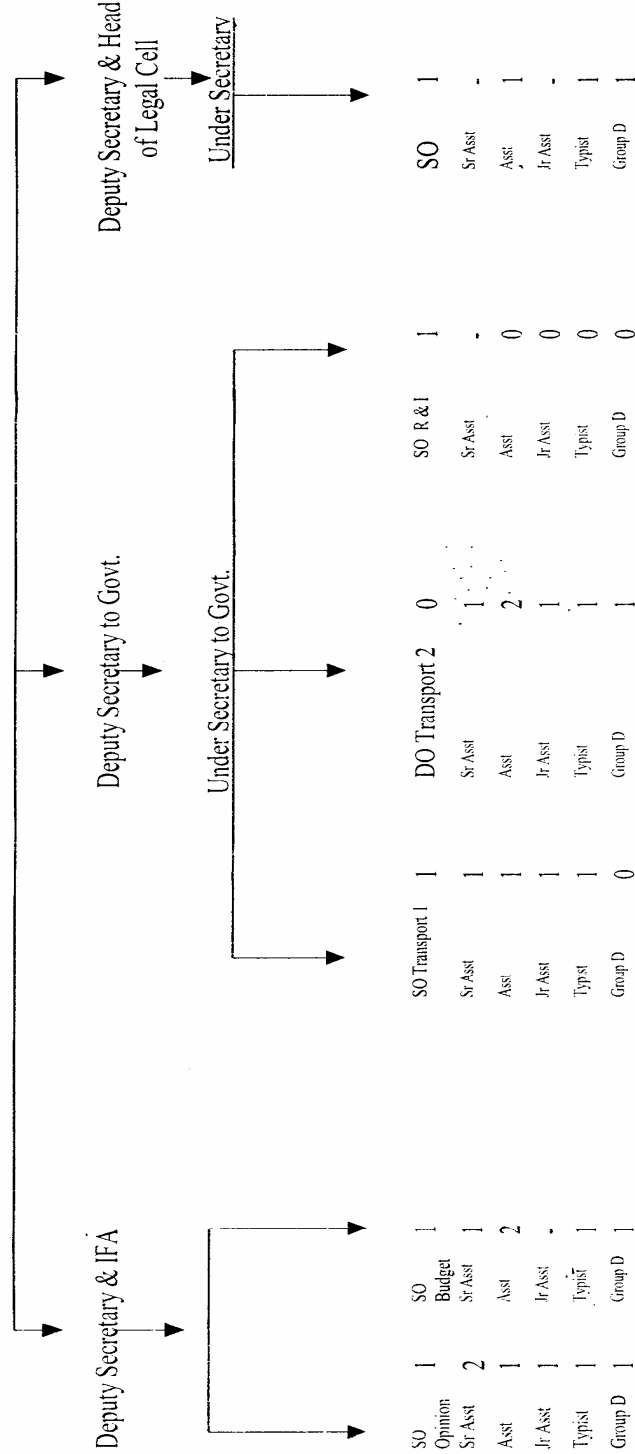 Deputy Secretary & IFA
SO Opinion 1
Sr Asst 2
Asst 1
Jr Asst 1
Typist 1
Group D 1
SO Budget 1
Sr Asst 1
Asst 2
Jr Asst -
Typist 1
Group D 1
Deputy Secretary to Govt.
Under Secretary to Govt.
SO Transport 1 1
Sr Asst 1
Asst 1
Jr Asst 1
Typist 1
Group D 0
DO Transport 2 0
Sr Asst 1
Asst 2
Jr Asst 1
Typist 1
Group D 1
SO R & I 1
Sr Asst -
Asst 0
Jr Asst 0
Typist 0
Group D 0
Deputy Secretary & Head
of Legal Cell
Under Secretary
SO 1
Sr Asst -
Asst 1
Jr Asst -
Typist 1
Group D 1